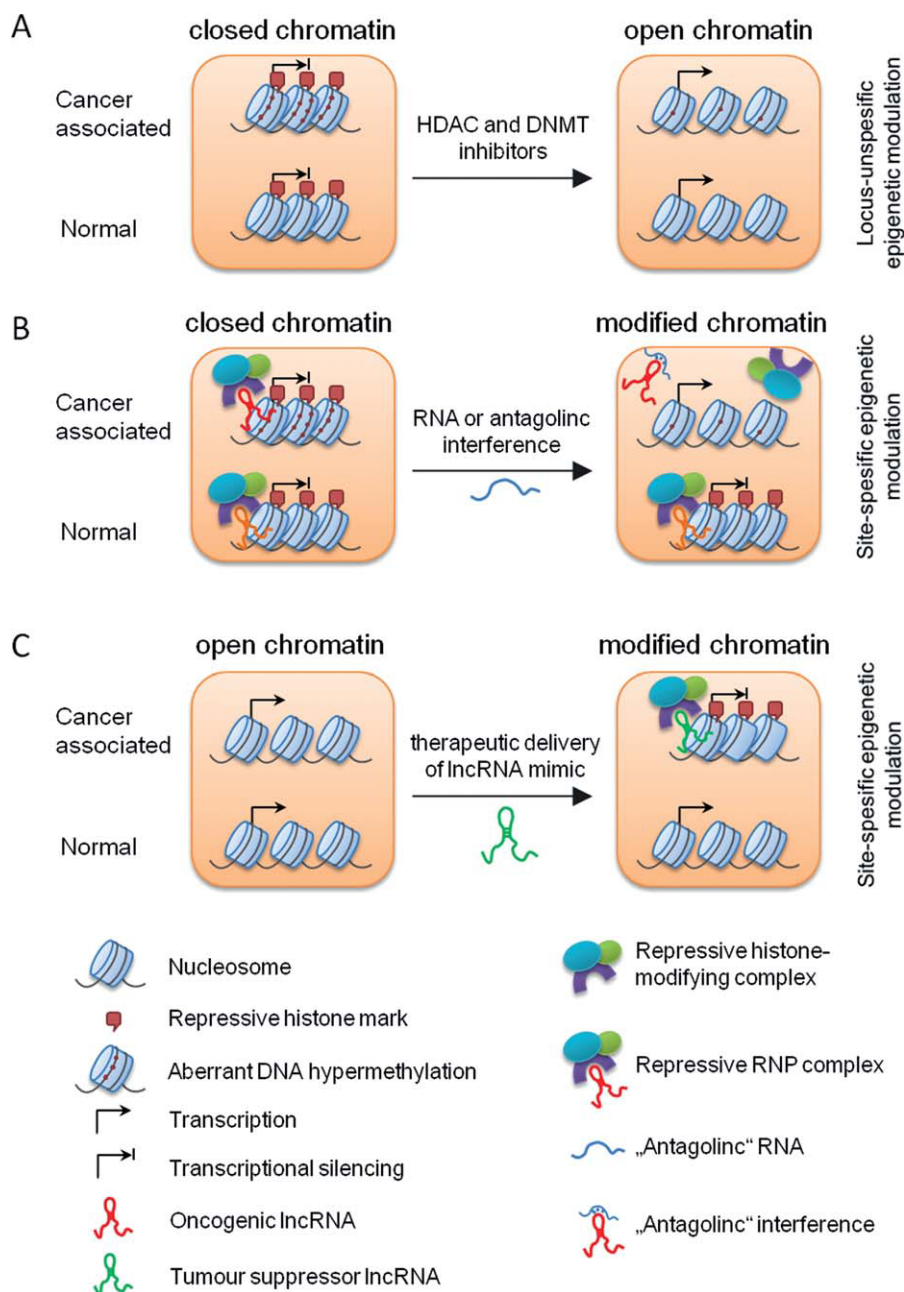 A
closed chromatin
open chromatin
Cancer
associated
HDAC and DNMT
inhibitors
Normal
Locus-unspesific
epigenetic modulation
B
closed chromatin
modified chromatin
Cancer
associated
RNA or antagolinc
interference
Normal
Site-spesific epigenetic
modulation
C
open chromatin
modified chromatin
Cancer
associated
therapeutic delivery
of lncRNA mimic
Normal
Site-spesific epigenetic
modulation
Nucleosome
Repressive histone mark
Aberrant DNA hypermethylation
Transcription
Transcriptional silencing
Oncogenic lncRNA
Tumour suppressor lncRNA
Repressive histone-
modifying complex
Repressive RNP complex
„Antagolinc“ RNA
„Antagolinc“ interference